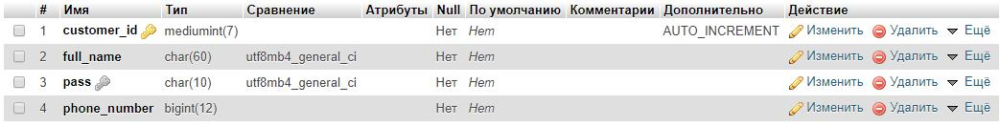 # Имя Тип Сравнение Атрибуты Null По умолчанию Комментарии Дополнительно Действие
1 customer_id mediumint(7) Нет Нет AUTO_INCREMENT Изменить Удалить Ещё
2 full_name char(60) utf8mb4_general_ci Нет Нет Изменить Удалить Ещё
3 pass char(10) utf8mb4_general_ci Нет Нет Изменить Удалить Ещё
4 phone_number bigint(12) Нет Нет Изменить Удалить Ещё